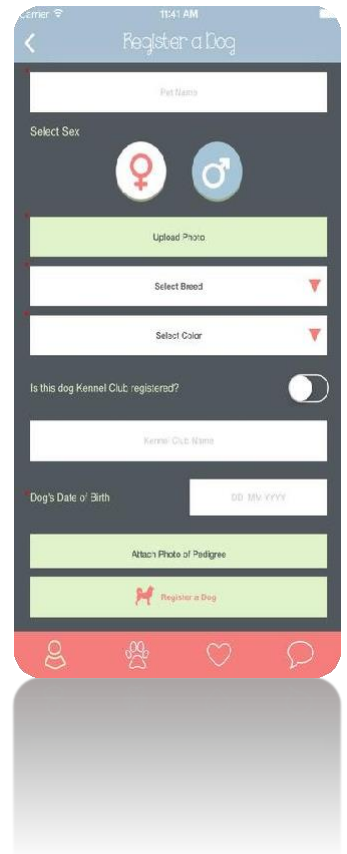 Carrier 11:41 AM
Register a Dog
* Pet Name
Select Sex
* Upload Photo
* Select Breed
* Select Color
Is this dog Kennel Club registered?
Kennel Club Name
* Dog's Date of Birth DD MM YYYY
Attach Photo of Pedigree
Register a Dog